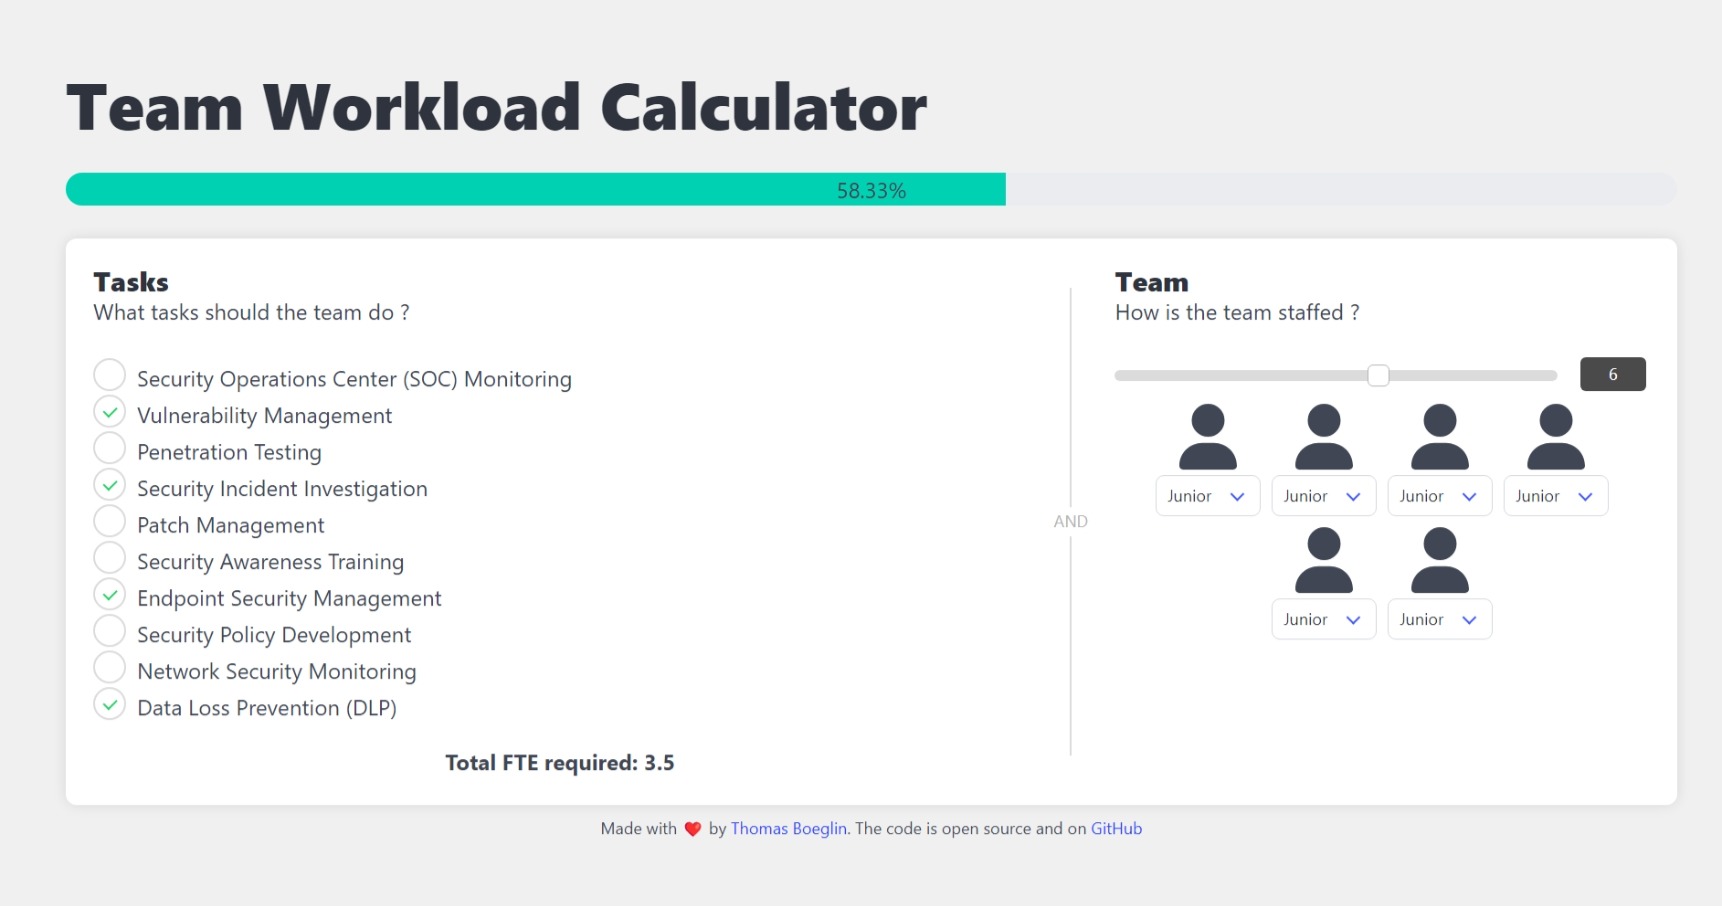 Team Workload Calculator
58.33%
Tasks
What tasks should the team do ?
Security Operations Center (SOC) Monitoring
Vulnerability Management
Penetration Testing
Security Incident Investigation
Patch Management
Security Awareness Training
Endpoint Security Management
Security Policy Development
Network Security Monitoring
Data Loss Prevention (DLP)
Total FTE required: 3.5
AND
Team
How is the team staffed ?
6
Junior Junior Junior Junior
Junior Junior
Made with ❤️ by Thomas Boeglin. The code is open source and on GitHub